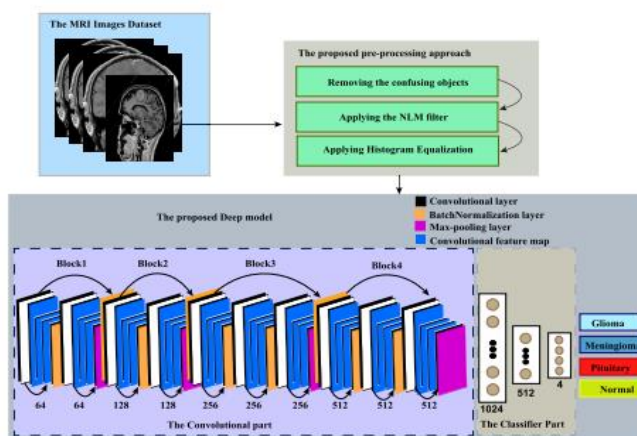 The MRI Images Dataset
The proposed pre-processing approach
Removing the confusing objects
Applying the NLM filter
Applying Histogram Equalization
The proposed Deep model
Convolutional layer
BatchNormalization layer
Max-pooling layer
Convolutional feature map
Block1
Block2
Block3
Block4
64
64
128
128
256
256
256
512
512
512
The Convolutional part
1024
512
4
The Classifier Part
Glioma
Meningioma
Pituitary
Normal